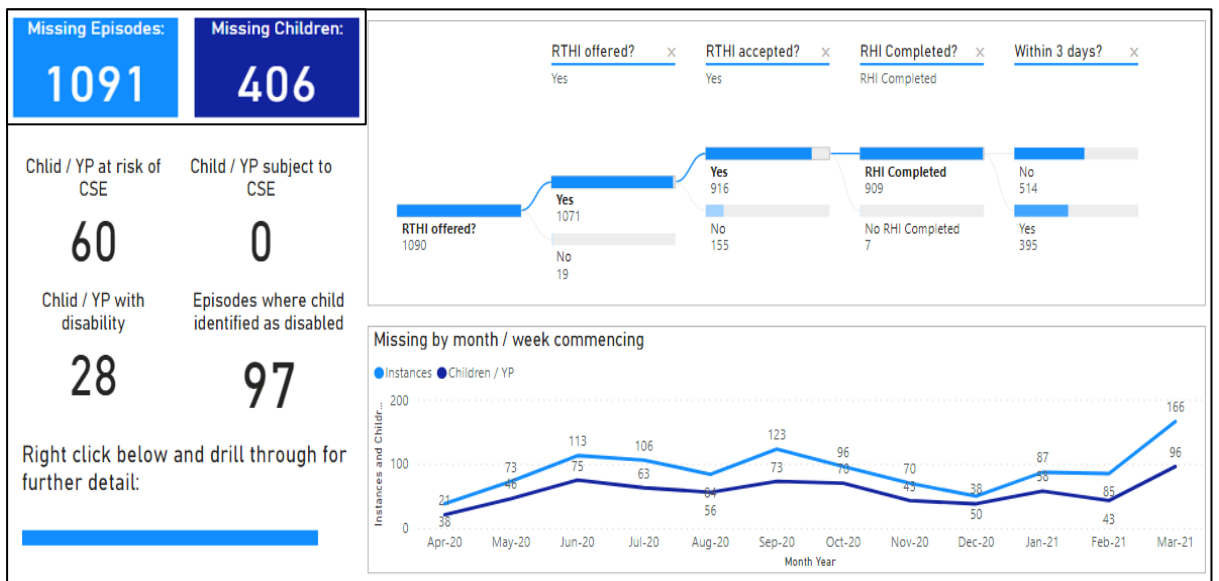 Missing Episodes:
1091
Missing Children:
406
Chlid / YP at risk of
CSE
60
Child / YP subject to
CSE
0
Chlid / YP with
disability
28
Episodes where child
identified as disabled
97
Right click below and drill through for
further detail:
RTHI offered? ×
Yes
RTHI accepted? ×
Yes
RHI Completed? ×
RHI Completed
Within 3 days? ×
RTHI offered?
1090
Yes
1071
No
19
Yes
916
No
155
RHI Completed
909
No RHI Completed
7
No
514
Yes
395
Missing by month / week commencing
Instances Children / YP
Instances and Childr...
200
100
0
21
38
73
46
113
75
106
63
84
56
123
73
96
70
70
43
38
50
87
58
85
43
166
96
Apr-20 May-20 Jun-20 Jul-20 Aug-20 Sep-20 Oct-20 Nov-20 Dec-20 Jan-21 Feb-21 Mar-21
Month Year